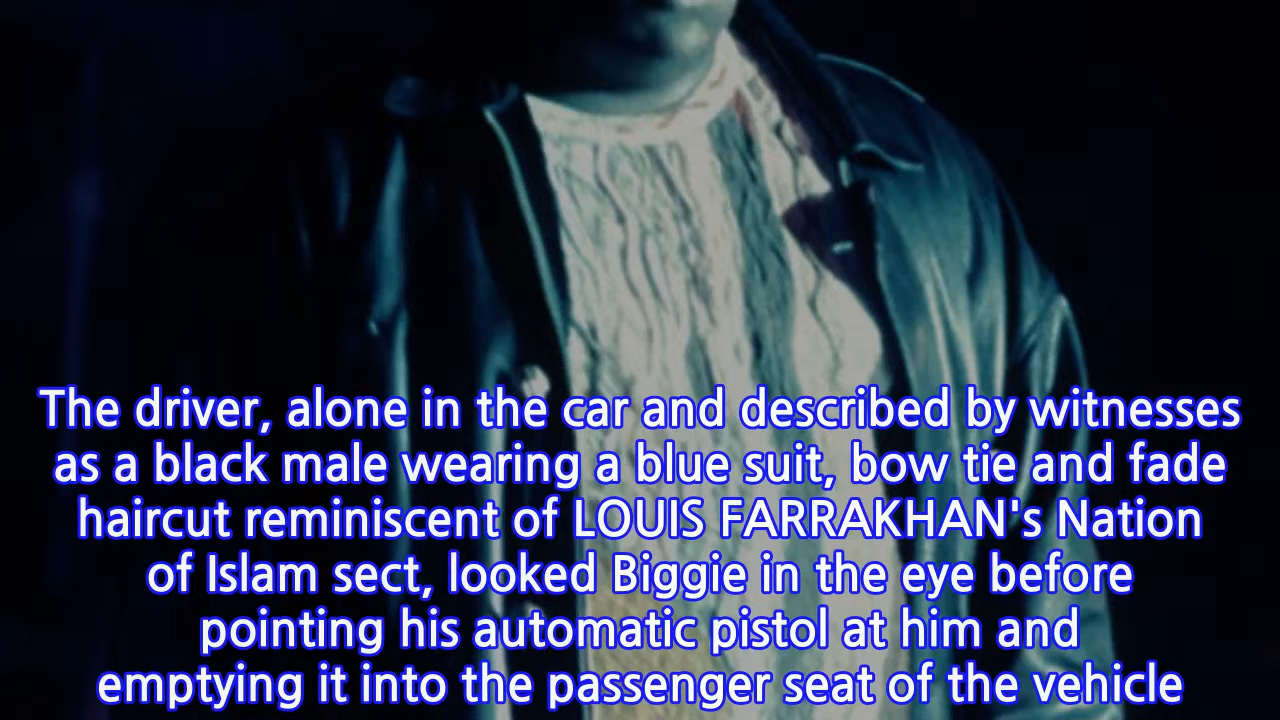 The driver, alone in the car and described by witnesses
as a black male wearing a blue suit, bow tie and fade
haircut reminiscent of LOUIS FARRAKHAN's Nation
of Islam sect, looked Biggie in the eye before
pointing his automatic pistol at him and
emptying it into the passenger seat of the vehicle